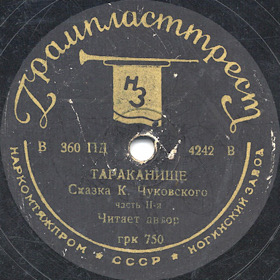 Грампласттрест
НЗ
В 360 ПД 4242 В
ТАРАКАНИЩЕ
Сказка К. Чуковского
часть II-я
Читает автор
грк 750
НАРКОМТЯЖПРОМ ★ СССР ★ НОГИНСКИЙ ЗАВОД